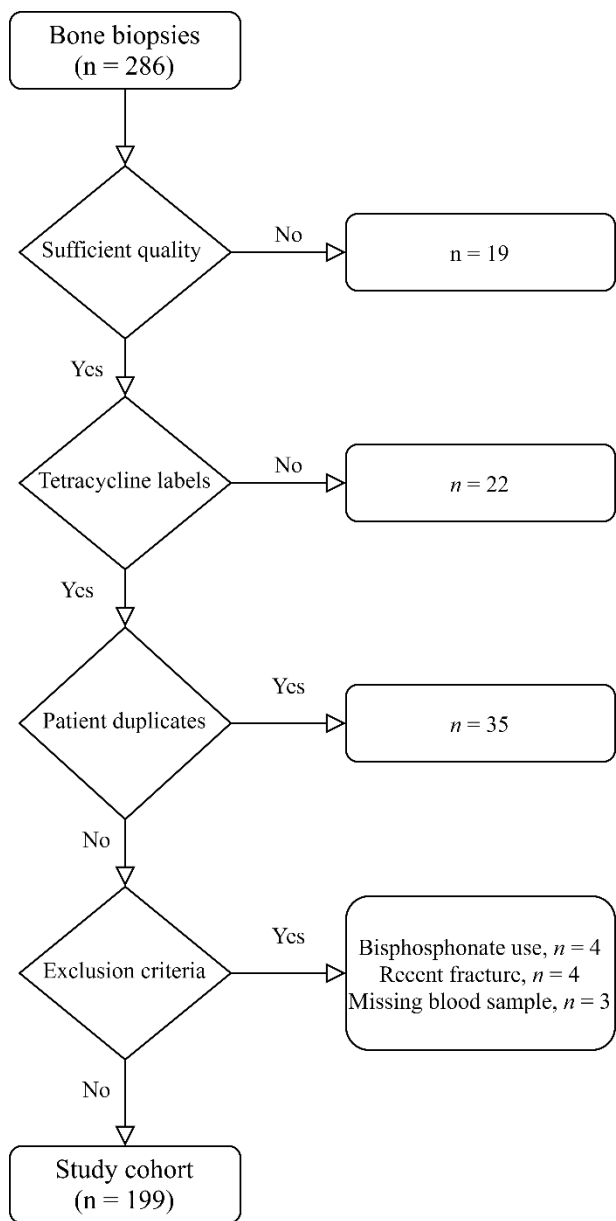 Bone biopsies
(n = 286)
Sufficient quality
No
n = 19
Yes
Tetracycline labels
No
n = 22
Yes
Patient duplicates
Yes
n = 35
No
Exclusion criteria
Yes
Bisphosphonate use, n = 4
Recent fracture, n = 4
Missing blood sample, n = 3
No
Study cohort
(n = 199)